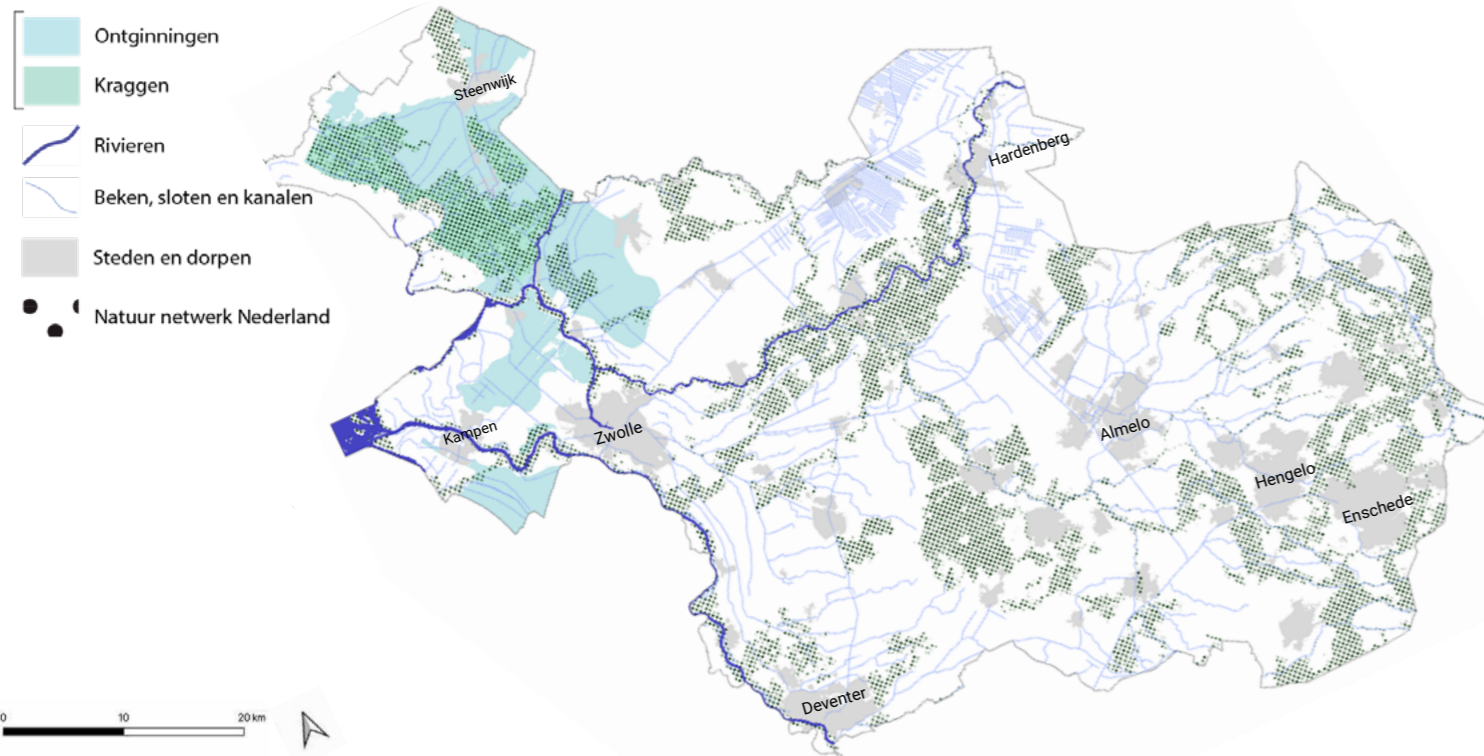 Ontginningen
Kraggen
Rivieren
Beken, sloten en kanalen
Steden en dorpen
Natuur netwerk Nederland
Steenwijk
Hardenberg
Kampen
Zwolle
Almelo
Hengelo
Enschede
Deventer
0 10 20 km